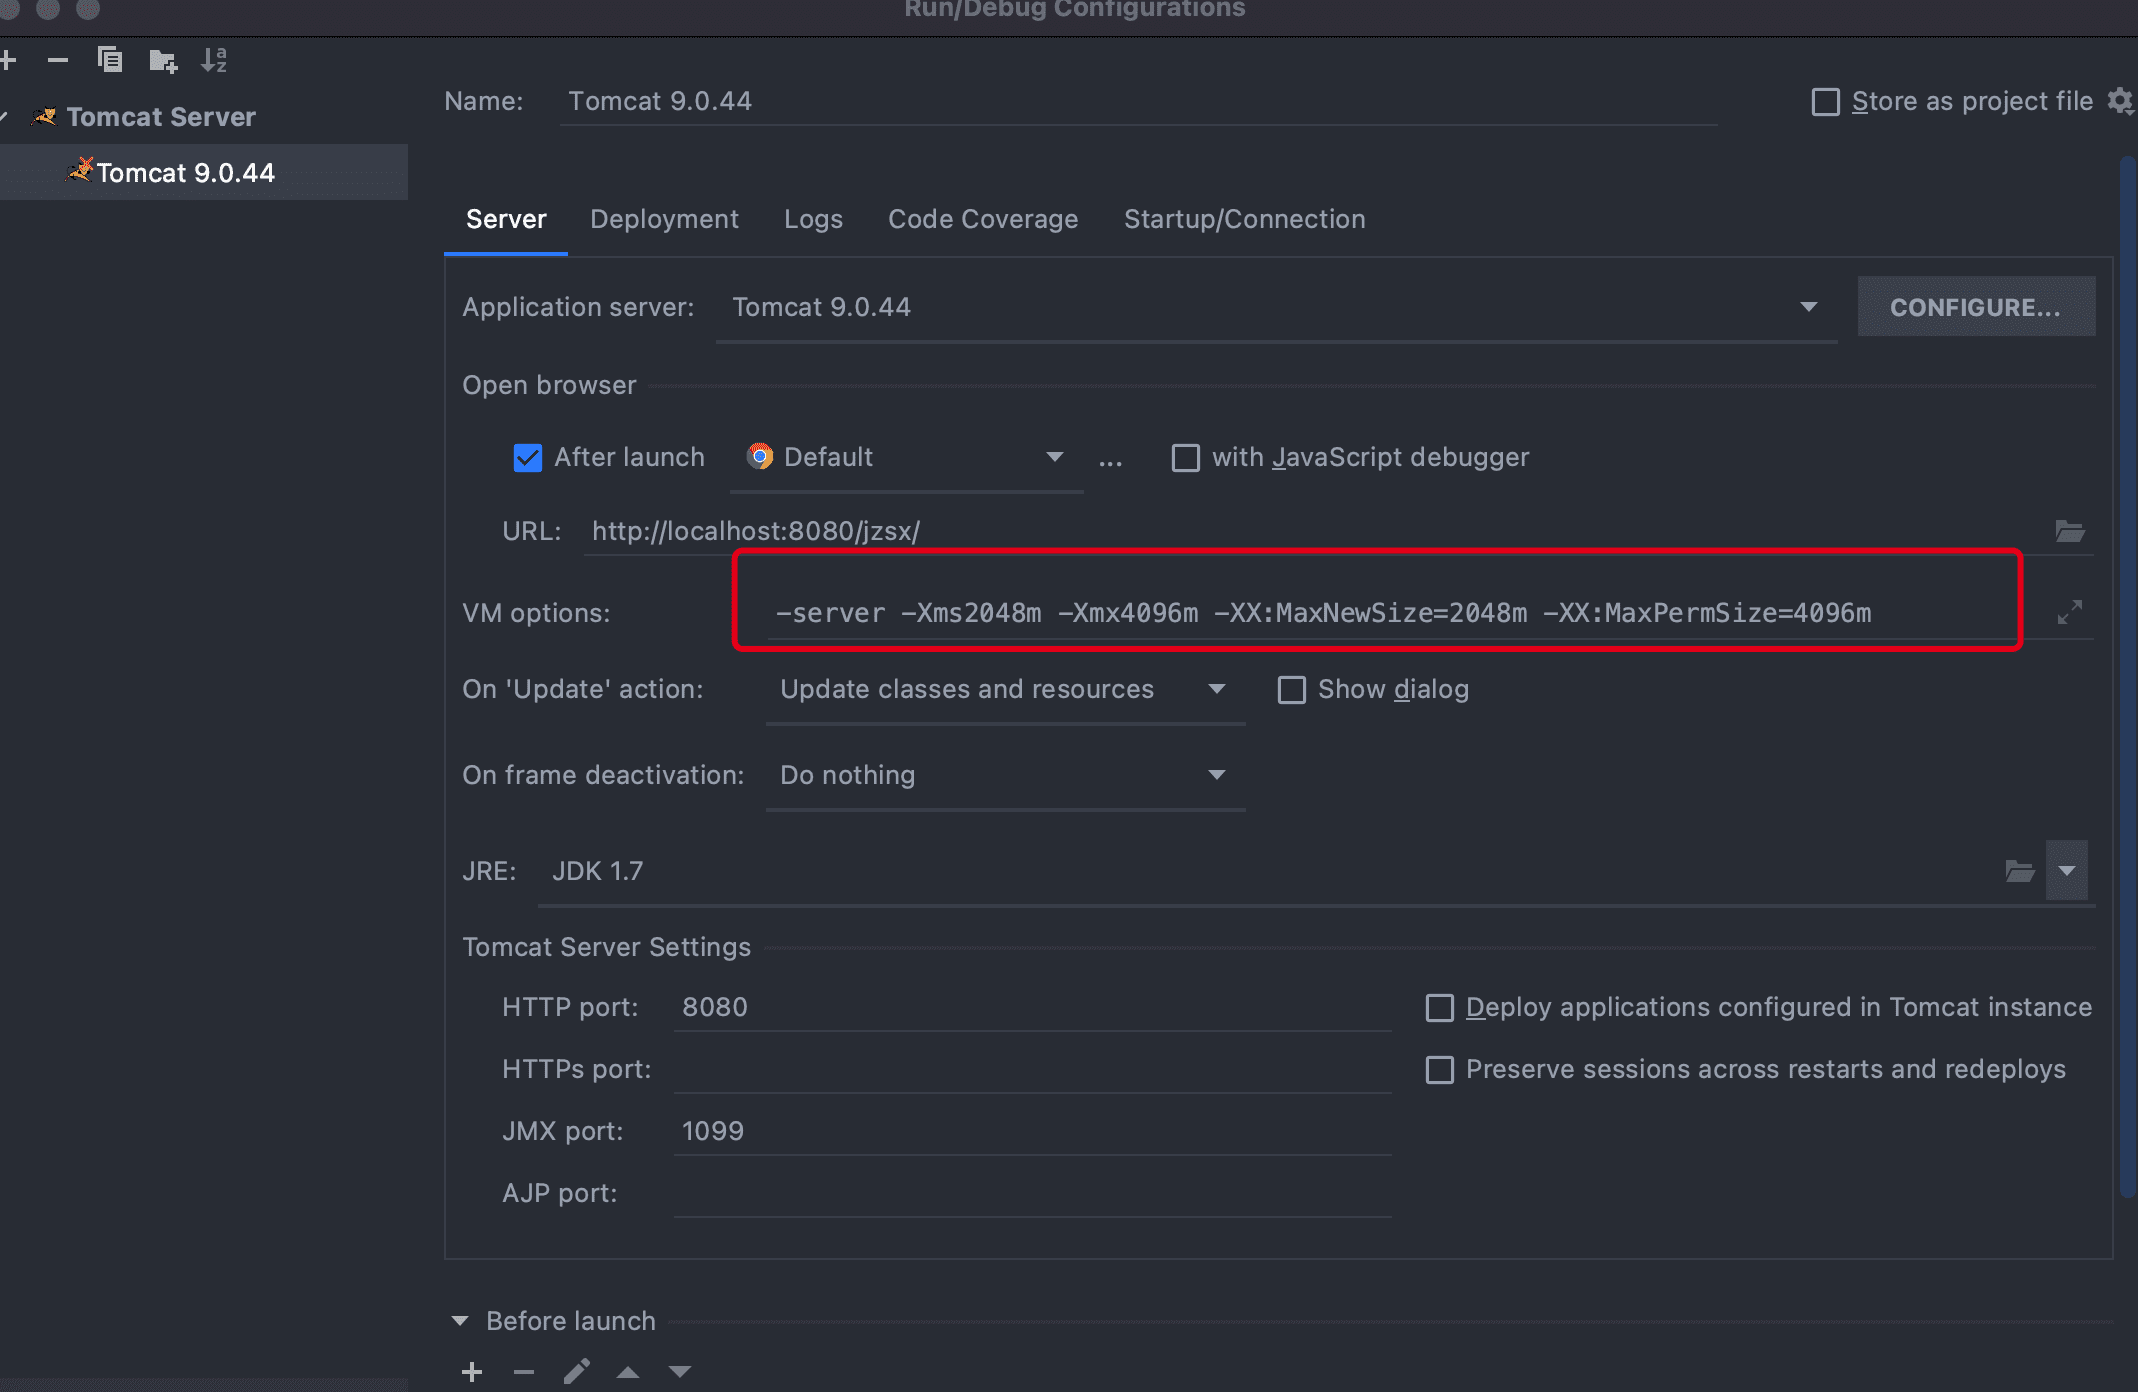 Run/Debug Configurations
Tomcat Server
Tomcat 9.0.44
Name: Tomcat 9.0.44
Store as project file
Server Deployment Logs Code Coverage Startup/Connection
Application server: Tomcat 9.0.44 CONFIGURE...
Open browser
After launch Default ... with JavaScript debugger
URL: http://localhost:8080/jzsx/
VM options: -server -Xms2048m -Xmx4096m -XX:MaxNewSize=2048m -XX:MaxPermSize=4096m
On 'Update' action: Update classes and resources Show dialog
On frame deactivation: Do nothing
JRE: JDK 1.7
Tomcat Server Settings
HTTP port: 8080 Deploy applications configured in Tomcat instance
HTTPs port: Preserve sessions across restarts and redeploys
JMX port: 1099
AJP port:
Before launch